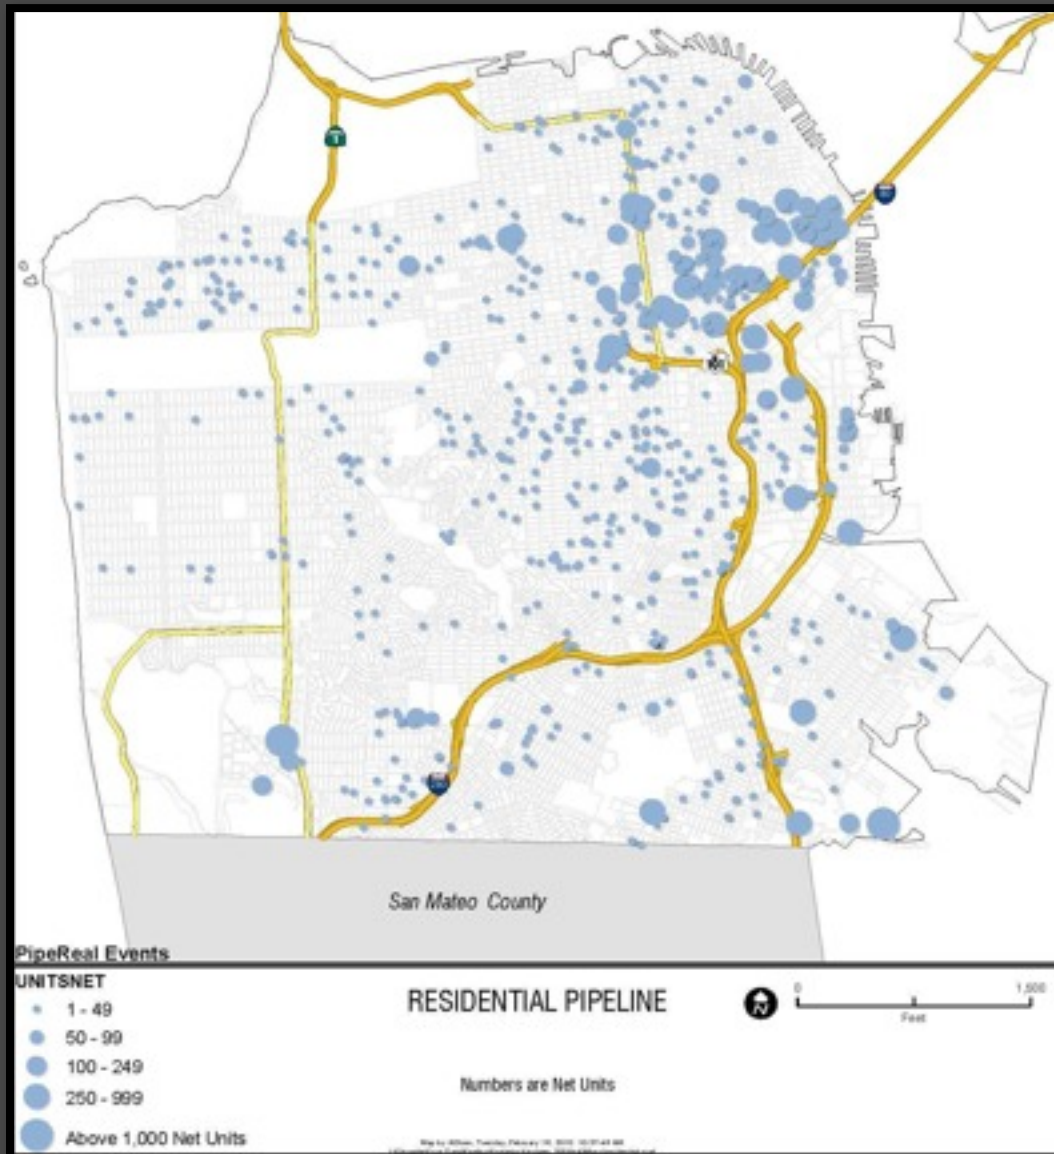 1
San Mateo County
PipeReal Events
UNITSNET
1 - 49
50 - 99
100 - 249
250 - 999
Above 1,000 Net Units
RESIDENTIAL PIPELINE
Numbers are Net Units
N
0 1,500
Feet